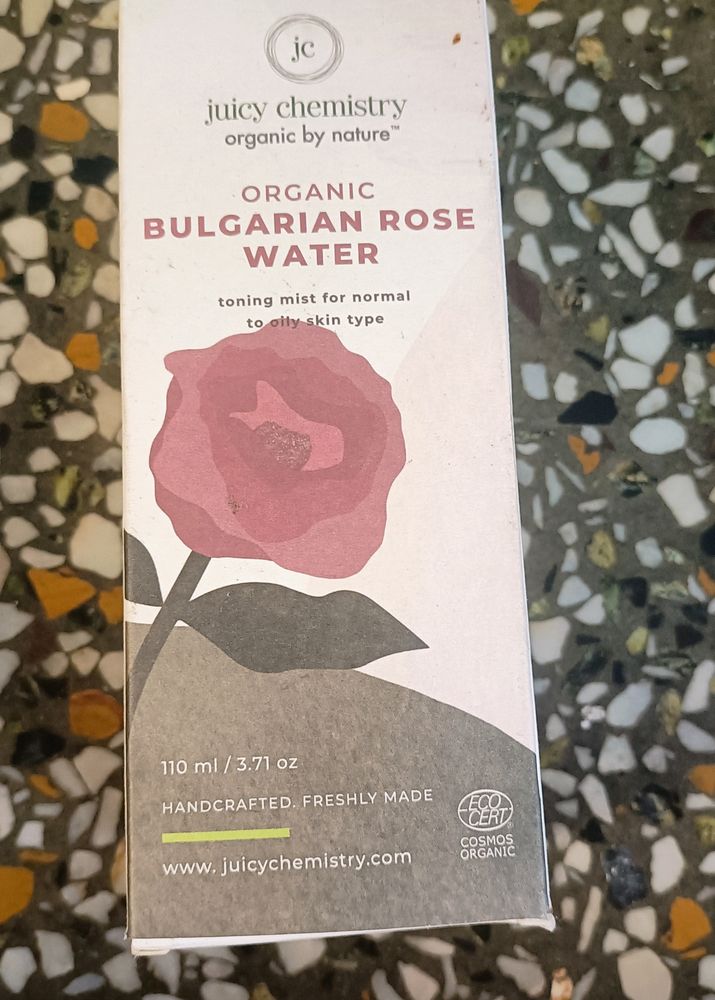 jc
juicy chemistry
organic by nature™
ORGANIC
BULGARIAN ROSE
WATER
toning mist for normal
to oily skin type
110 ml / 3.71 oz
HANDCRAFTED. FRESHLY MADE
ECO
CERT®
COSMOS
ORGANIC
www.juicychemistry.com